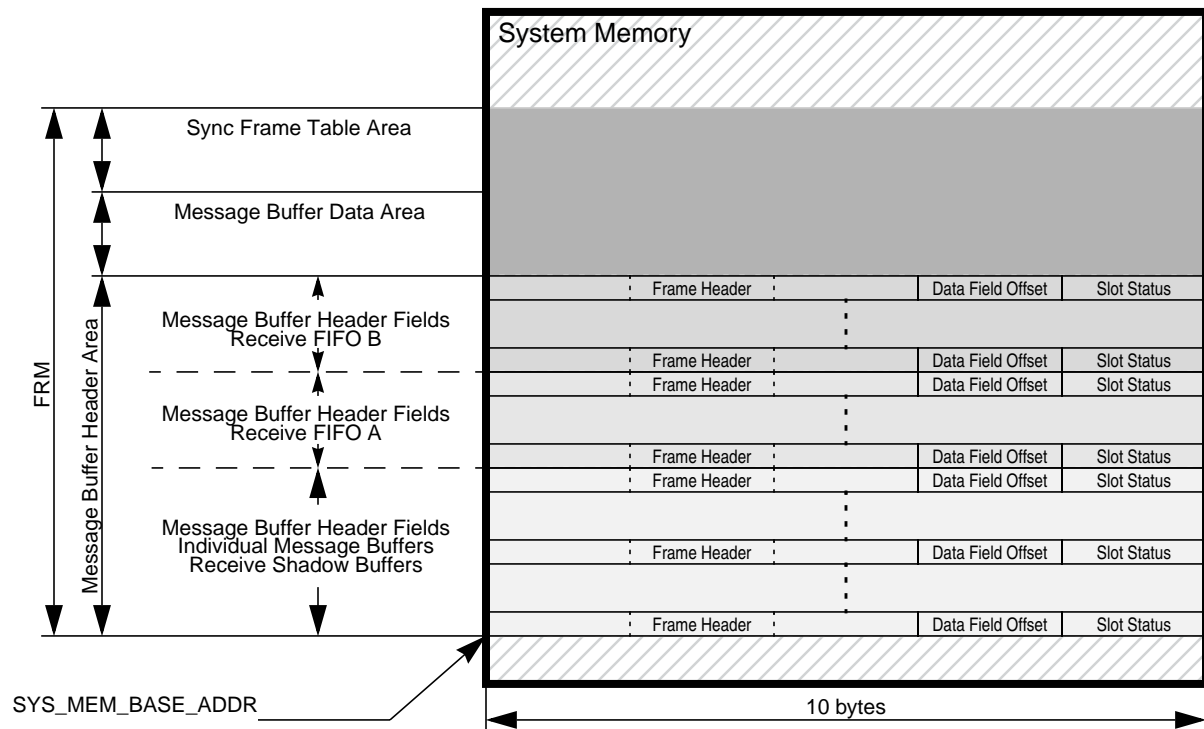 System Memory
Sync Frame Table Area
Message Buffer Data Area
Frame Header Data Field Offset Slot Status
Message Buffer Header Fields
Receive FIFO B
Frame Header Data Field Offset Slot Status
Frame Header Data Field Offset Slot Status
Message Buffer Header Fields
Receive FIFO A
Frame Header Data Field Offset Slot Status
Frame Header Data Field Offset Slot Status
Message Buffer Header Fields
Individual Message Buffers
Receive Shadow Buffers
Frame Header Data Field Offset Slot Status
Frame Header Data Field Offset Slot Status
FRM
Message Buffer Header Area
SYS_MEM_BASE_ADDR
10 bytes